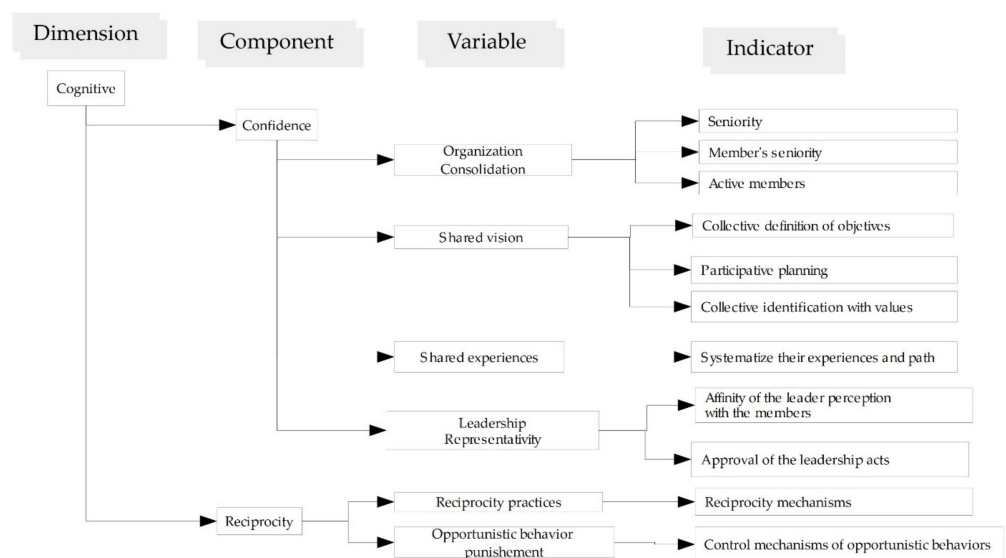 Dimension
Component
Variable
Indicator
Cognitive
Confidence
Organization
Consolidation
Seniority
Member's seniority
Active members
Shared vision
Collective definition of objetives
Participative planning
Collective identification with values
Shared experiences
Systematize their experiences and path
Leadership
Representativity
Affinity of the leader perception
with the members
Approval of the leadership acts
Reciprocity
Reciprocity practices
Reciprocity mechanisms
Opportunistic behavior
punishement
Control mechanisms of opportunistic behaviors